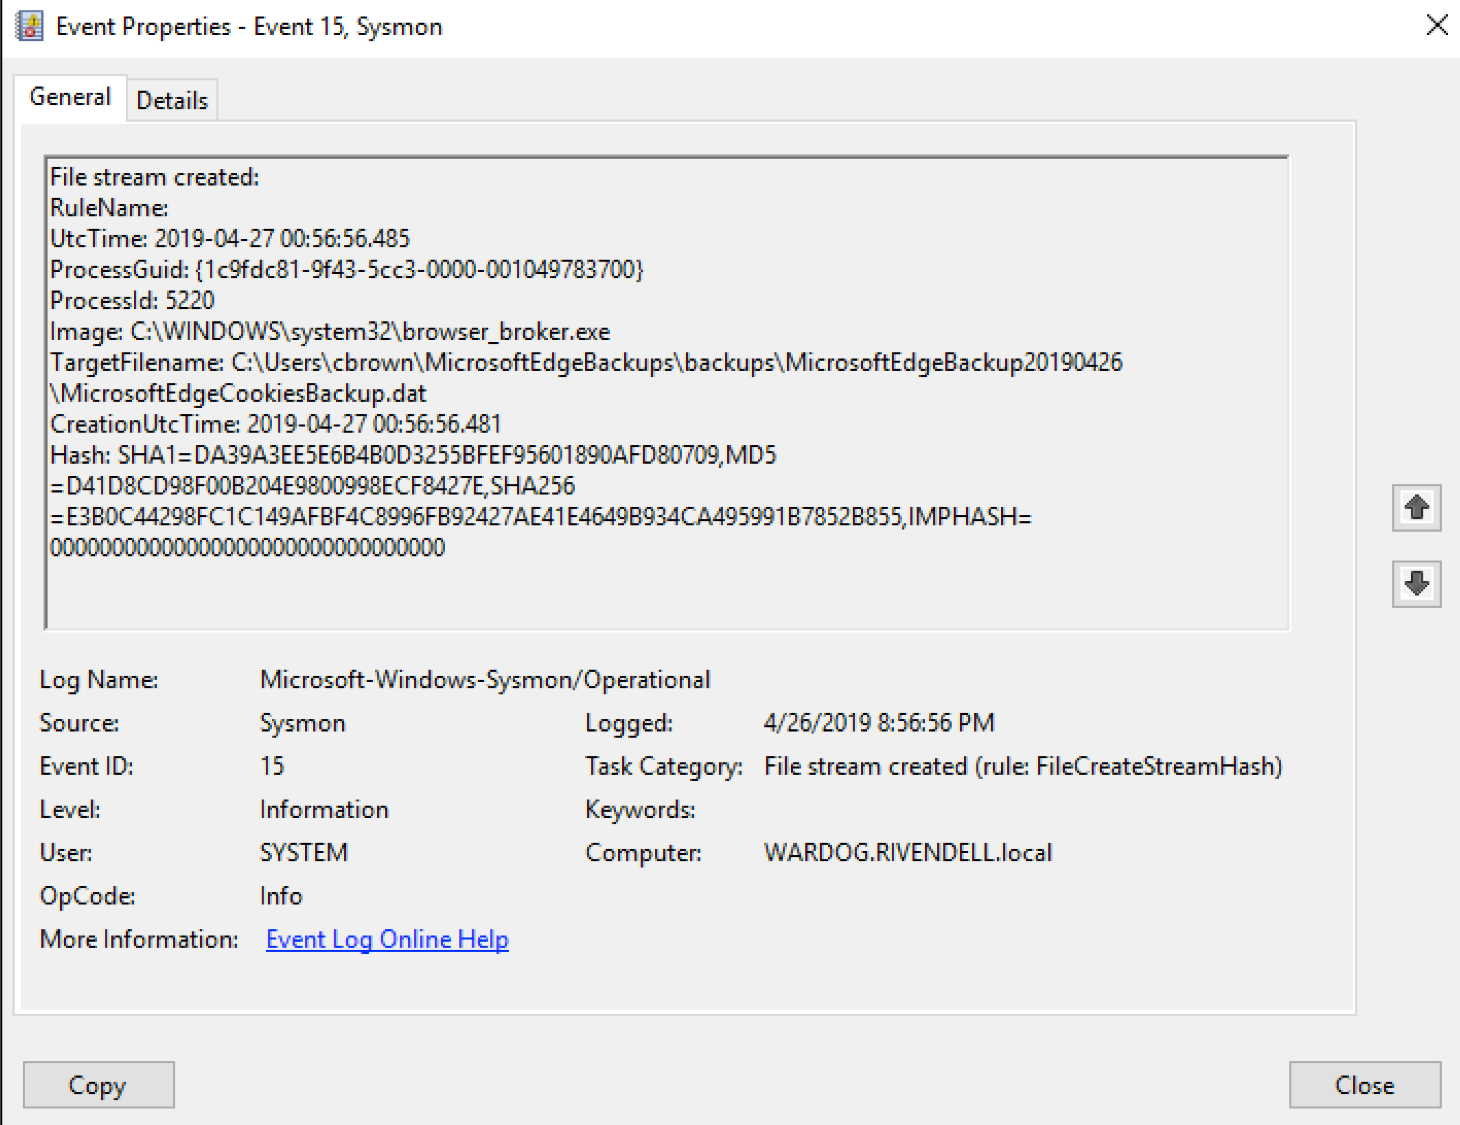 Event Properties - Event 15, Sysmon
General
Details
File stream created:
RuleName:
UtcTime: 2019-04-27 00:56:56.485
ProcessGuid: {1c9fdc81-9f43-5cc3-0000-001049783700}
ProcessId: 5220
Image: C:\WINDOWS\system32\browser_broker.exe
TargetFilename: C:\Users\cbrown\MicrosoftEdgeBackups\backups\MicrosoftEdgeBackup20190426
\MicrosoftEdgeCookiesBackup.dat
CreationUtcTime: 2019-04-27 00:56:56.481
Hash: SHA1=DA39A3EE5E6B4B0D3255BFEF95601890AFD80709,MD5
=D41D8CD98F00B204E9800998ECF8427E,SHA256
=E3B0C44298FC1C149AFBF4C8996FB92427AE41E4649B934CA495991B7852B855,IMPHASH=
00000000000000000000000000000000
Log Name: Microsoft-Windows-Sysmon/Operational
Source: Sysmon Logged: 4/26/2019 8:56:56 PM
Event ID: 15 Task Category: File stream created (rule: FileCreateStreamHash)
Level: Information Keywords:
User: SYSTEM Computer: WARDOG.RIVENDELL.local
OpCode: Info
More Information: Event Log Online Help
Copy
Close